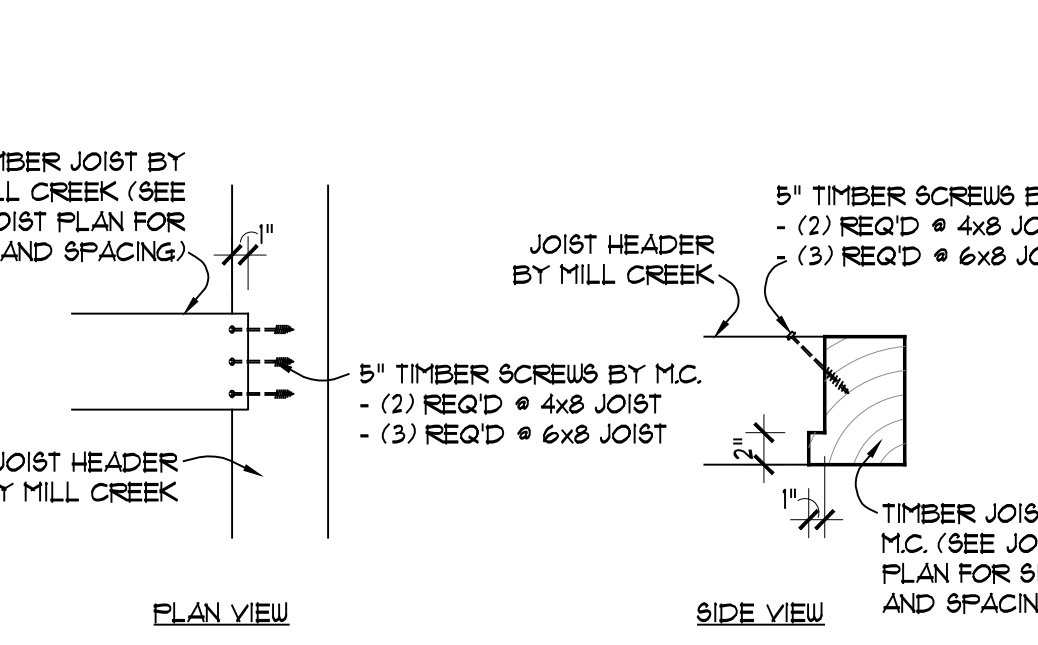 MBER JOIST BY
LL CREEK (SEE
OIST PLAN FOR
AND SPACING)
1"
5" TIMBER SCREWS BY M.C.
- (2) REQ'D @ 4x8 JOIST
- (3) REQ'D @ 6x8 JOIST
JOIST HEADER
Y MILL CREEK
PLAN VIEW
JOIST HEADER
BY MILL CREEK
5" TIMBER SCREWS B
- (2) REQ'D @ 4x8 JO
- (3) REQ'D @ 6x8 JO
2"
1"
TIMBER JOIS
M.C. (SEE JO
PLAN FOR S
AND SPACIN
SIDE VIEW